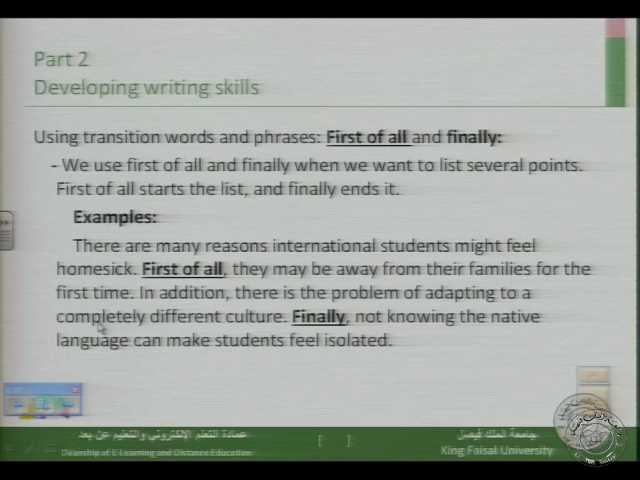 Part 2
Developing writing skills
Using transition words and phrases: First of all and finally:
- We use first of all and finally when we want to list several points.
First of all starts the list, and finally ends it.
Examples:
There are many reasons international students might feel
homesick. First of all, they may be away from their families for the
first time. In addition, there is the problem of adapting to a
completely different culture. Finally, not knowing the native
language can make students feel isolated.
عمادة التعلم الإلكتروني والتعليم عن بعد
[ ]
جامعة الملك فيصل
Deanship of E-Learning and Distance Education
King Faisal University